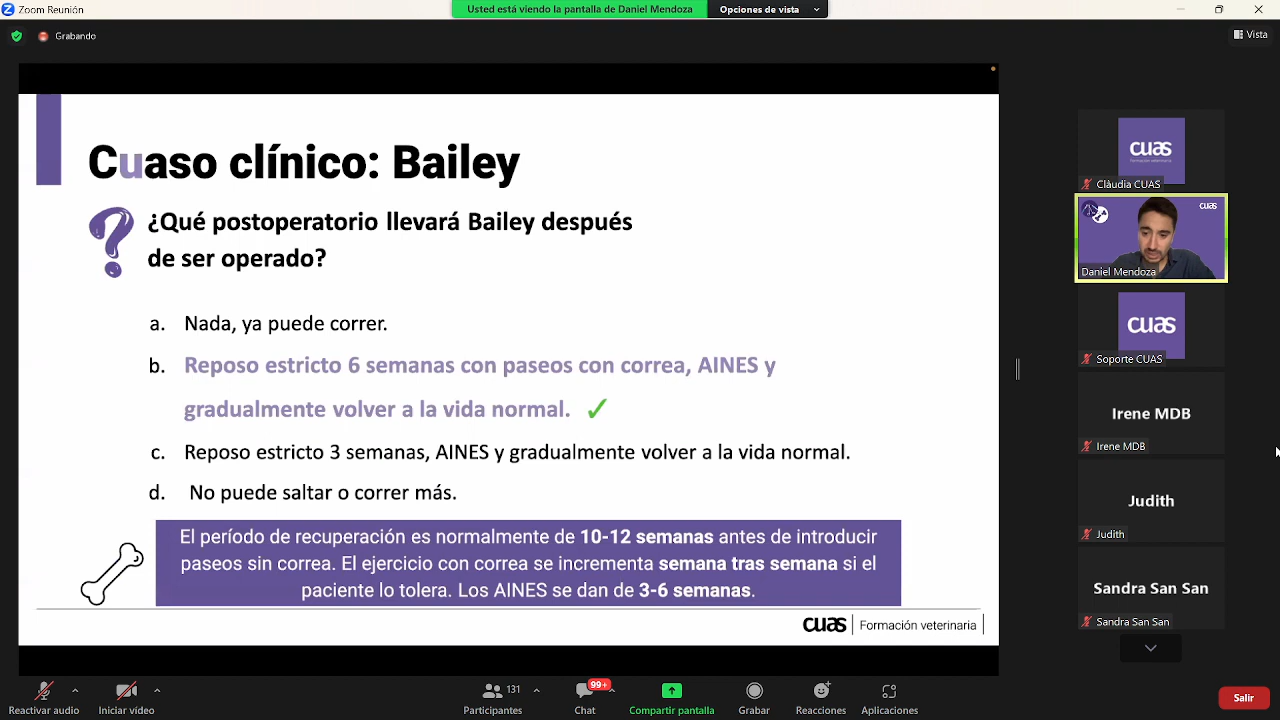 Zoom Reunión
Usted está viendo la pantalla de Daniel Mendoza
Opciones de vista
Grabando
Vista
Cuaso clínico: Bailey
¿Qué postoperatorio llevará Bailey después
de ser operado?
a. Nada, ya puede correr.
b. Reposo estricto 6 semanas con paseos con correa, AINES y
gradualmente volver a la vida normal. ✓
c. Reposo estricto 3 semanas, AINES y gradualmente volver a la vida normal.
d. No puede saltar o correr más.
El período de recuperación es normalmente de 10-12 semanas antes de introducir
paseos sin correa. El ejercicio con correa se incrementa semana tras semana si el
paciente lo tolera. Los AINES se dan de 3-6 semanas.
cuas | Formación veterinaria
cuas
Formación veterinaria
Clàudia CUAS
cuas
Daniel Mendoza
cuas
Soporte CUAS
Irene MDB
Irene MDB
Judith
Judith
Sandra San San
Sandra San San
Reactivar audio
Iniciar vídeo
131
Participantes
99+
Chat
Compartir pantalla
Grabar
Reacciones
Aplicaciones
Salir